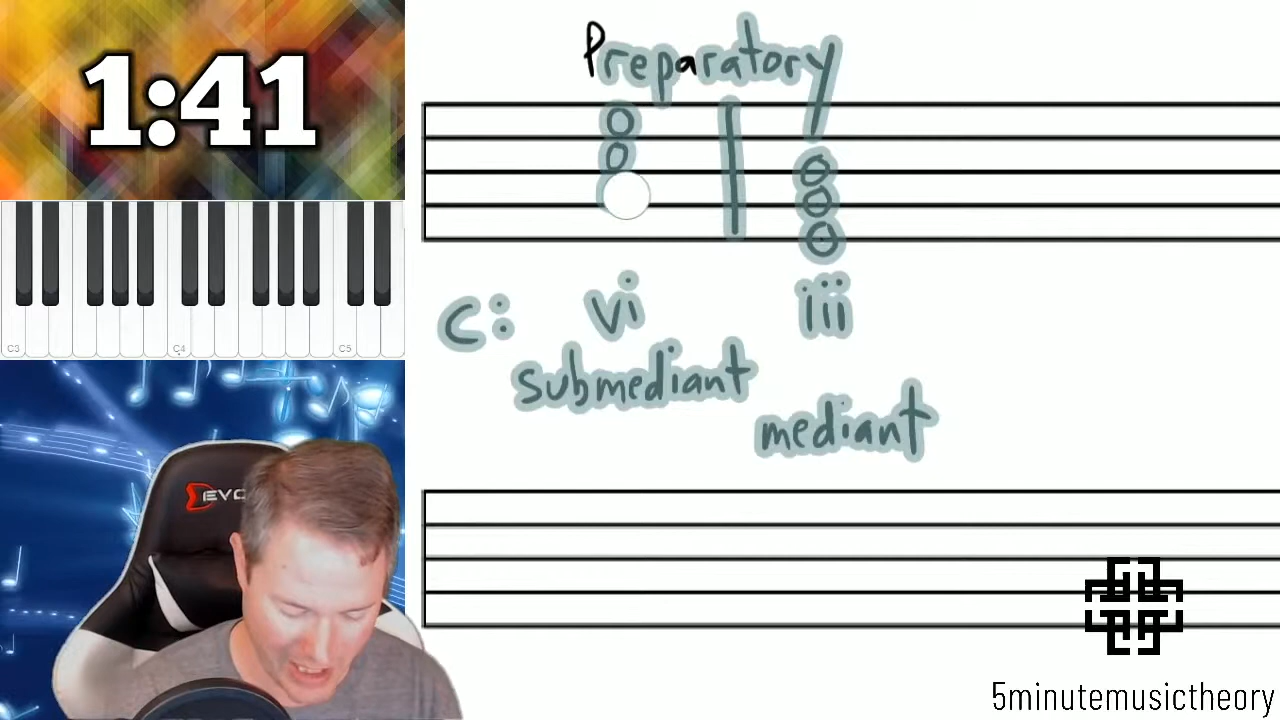 1:41
Preparatory
C: vi iii
submediant
mediant
C3 C4 C5
EVO
5minutemusictheory